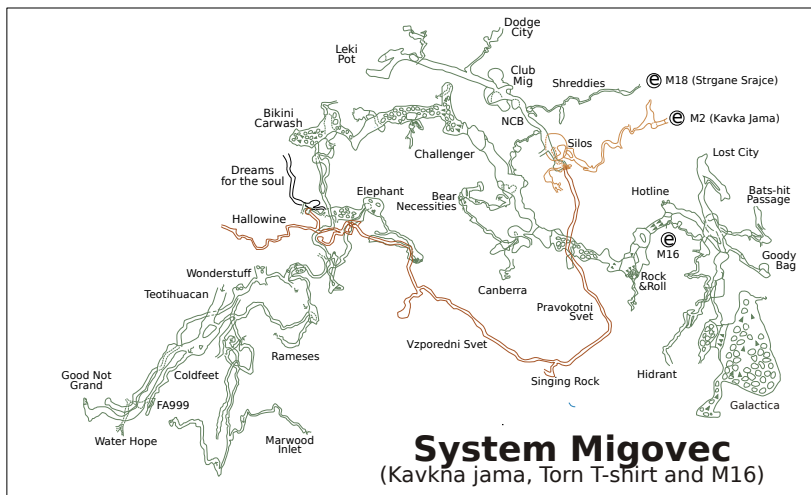 Dodge
City
Leki
Pot
Club
Mig
Shreddies
e M18 (Strgane Srajce)
Bikini
Carwash
NCB
e M2 (Kavka Jama)
Silos
Challenger
Lost City
Dreams
for the soul
Elephant
Bear
Necessities
Hotline
Bats-hit
Passage
Hallowine
e
M16
Goody
Bag
Wonderstuff
Rock
&Roll
Teotihuacan
Canberra
Pravokotni
Svet
Vzporedni Svet
Rameses
Coldfeet
Hidrant
Good Not
Grand
Singing Rock
FA999
Galactica
Water Hope
Marwood
Inlet
System Migovec
(Kavkna jama, Torn T-shirt and M16)